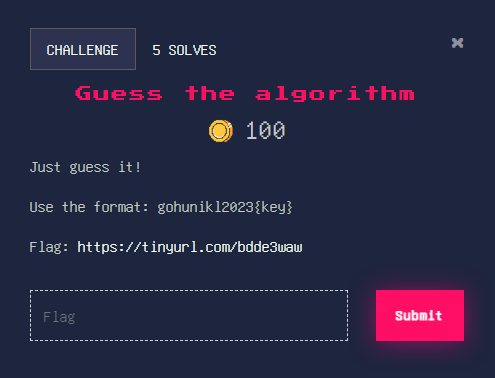 CHALLENGE 5 SOLVES
Guess the algorithm
100
Just guess it!
Use the format: gohunikl2023{key}
Flag: https://tinyurl.com/bdde3waw
Flag Submit